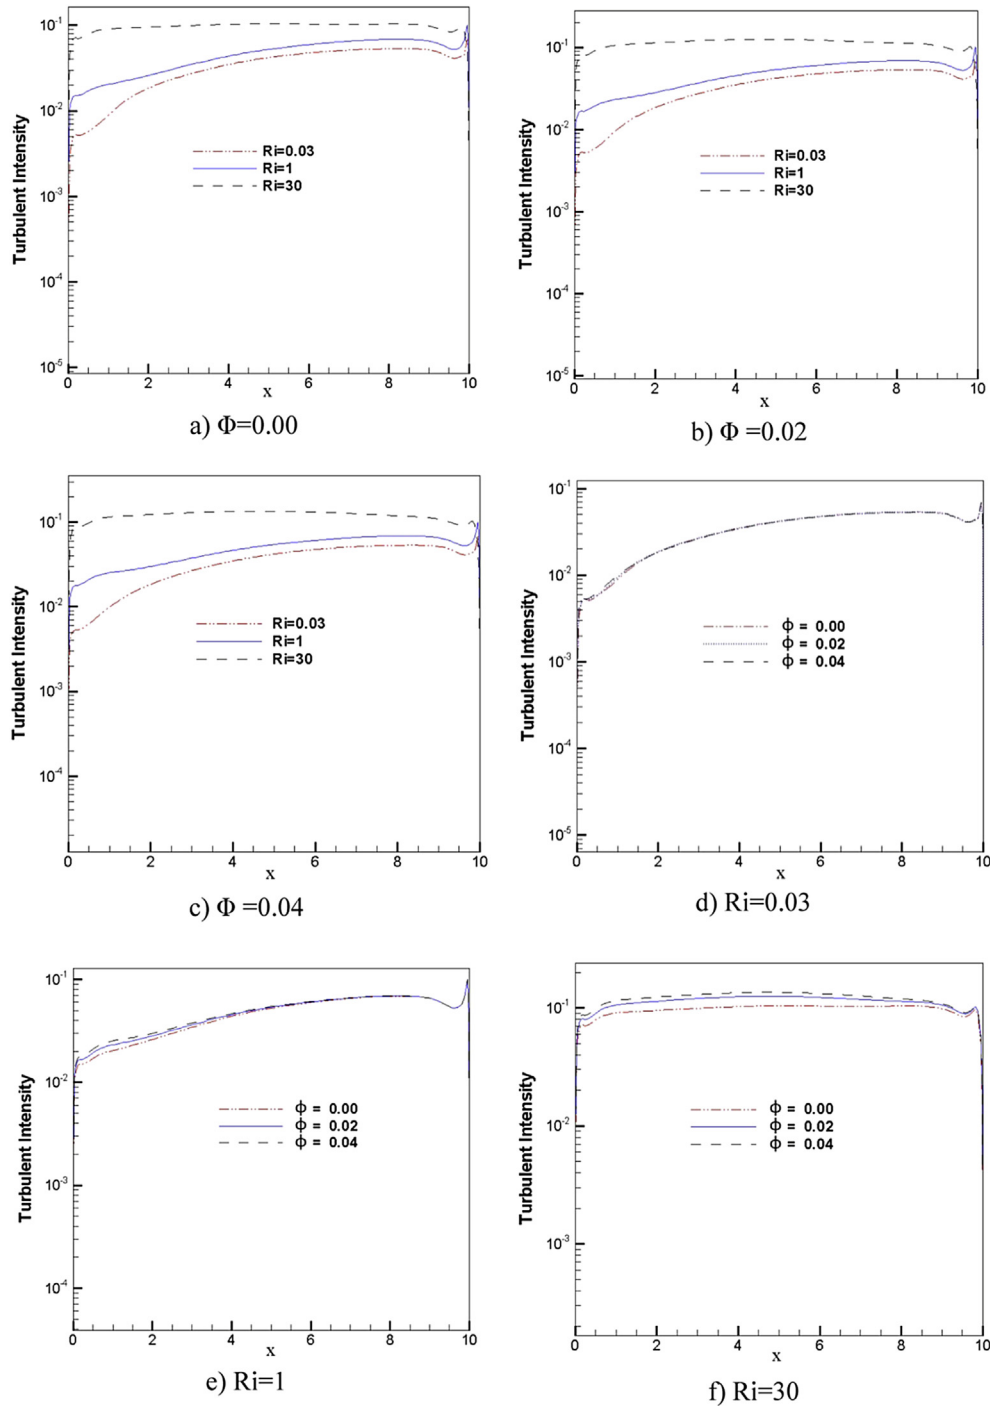 10-1
10-2
10-3
10-4
10-5
Turbulent Intensity
Ri=0.03
Ri=1
Ri=30
0 2 4 6 8 10
x
a) Φ=0.00
10-1
10-2
10-3
10-4
10-5
Turbulent Intensity
Ri=0.03
Ri=1
Ri=30
0 2 4 6 8 10
x
b) Φ =0.02
10-1
10-2
10-3
10-4
Turbulent Intensity
Ri=0.03
Ri=1
Ri=30
0 2 4 6 8 10
x
c) Φ =0.04
10-1
10-2
10-3
10-4
10-5
Turbulent Intensity
ϕ = 0.00
ϕ = 0.02
ϕ = 0.04
0 2 4 6 8 10
x
d) Ri=0.03
10-1
10-2
10-3
10-4
Turbulent Intensity
ϕ = 0.00
ϕ = 0.02
ϕ = 0.04
0 2 4 6 8 10
x
e) Ri=1
10-1
10-2
10-3
Turbulent Intensity
ϕ = 0.00
ϕ = 0.02
ϕ = 0.04
0 2 4 6 8 10
x
f) Ri=30